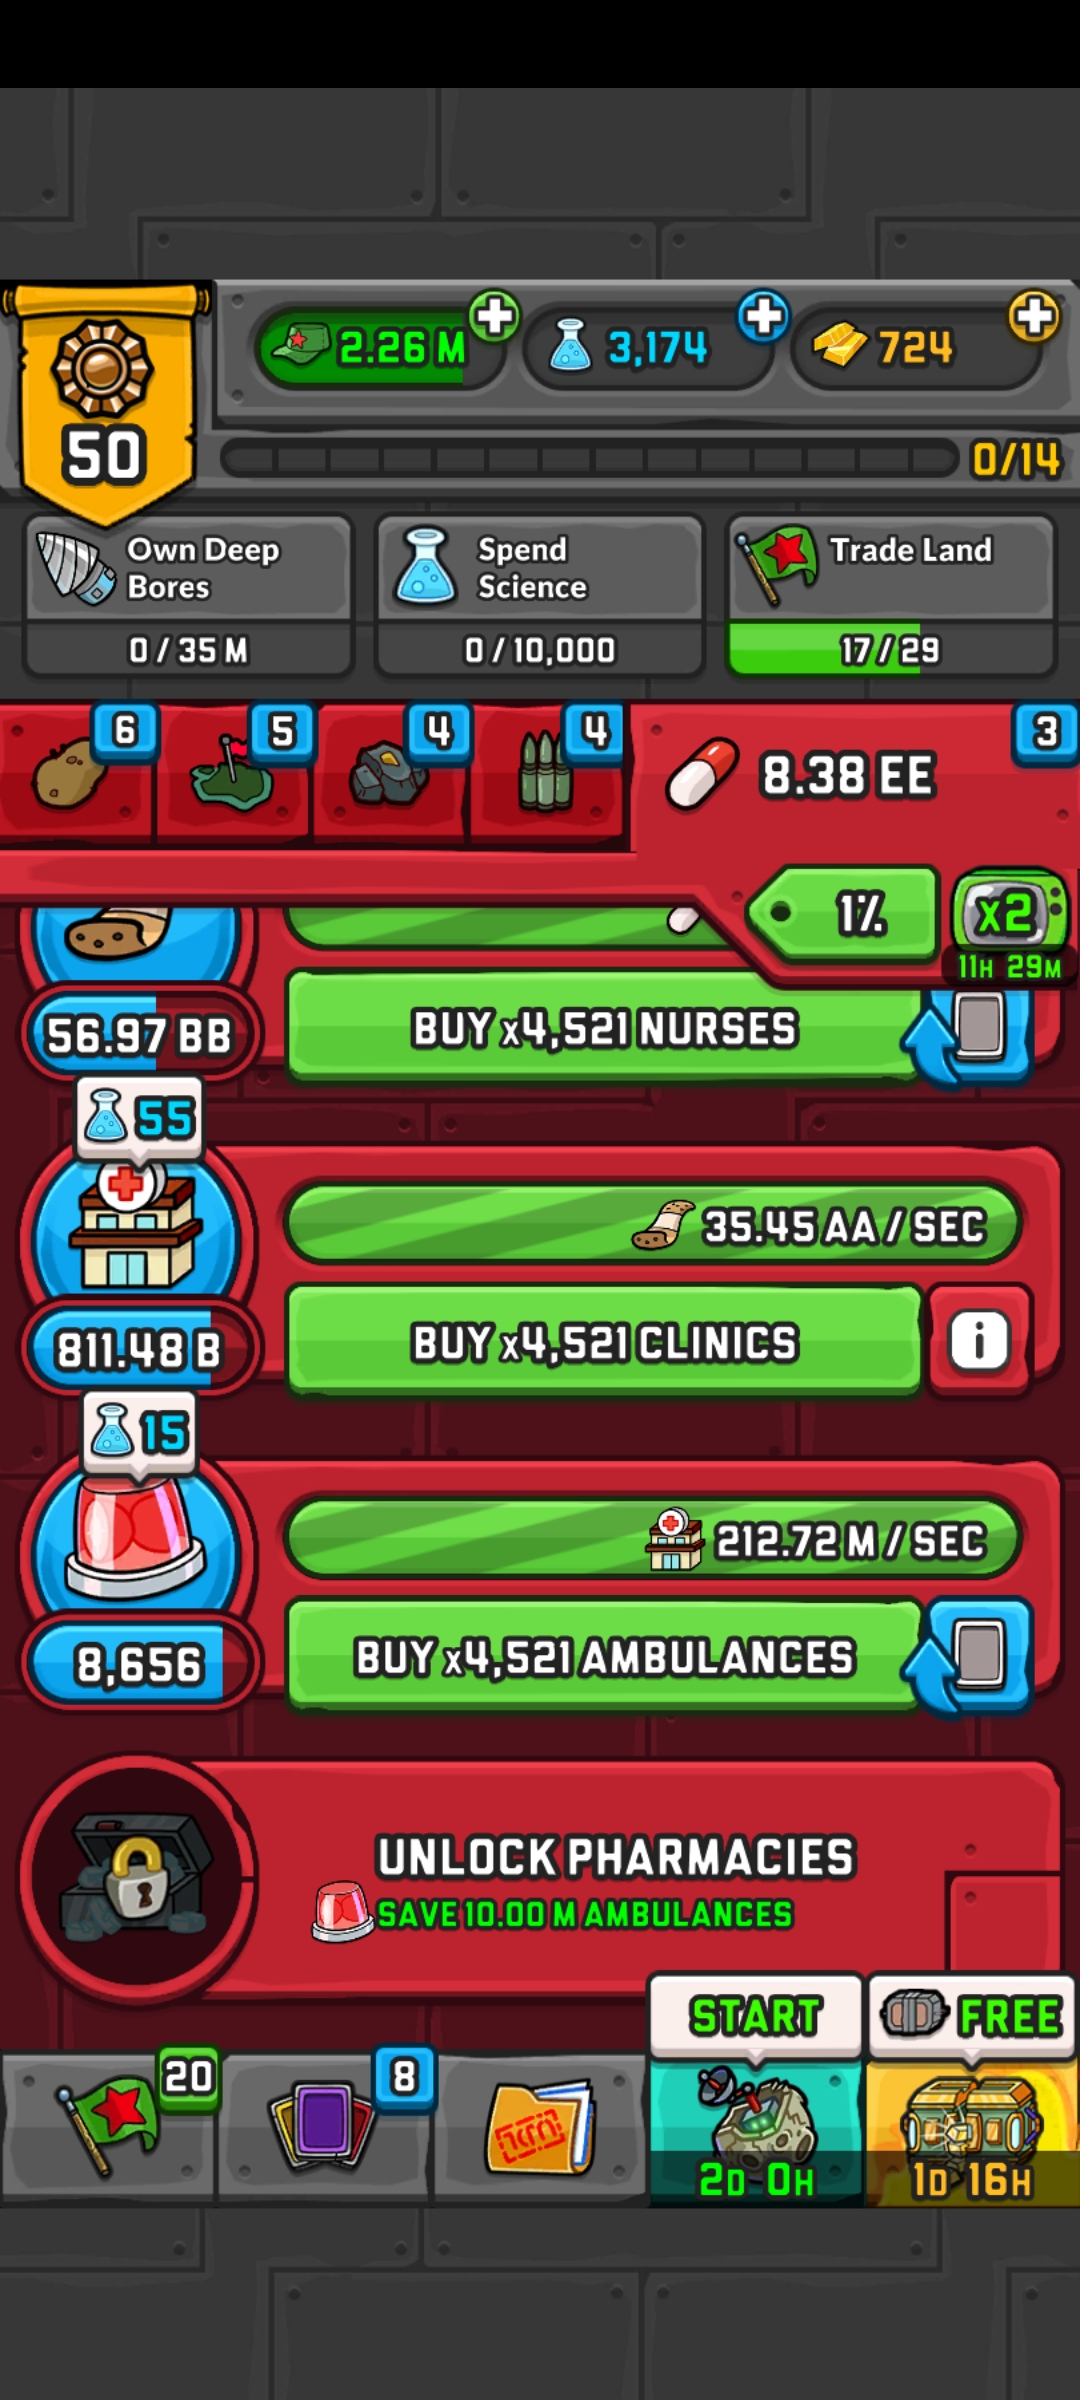 2.26 M
3,174
724
50
0/14
Own Deep
Bores
0 / 35 M
Spend
Science
0 / 10,000
Trade Land
17 / 29
6
5
4
4
8.38 EE
3
1%
x2
11H 29M
56.97 BB
BUY x4,521 NURSES
55
35.45 AA / SEC
811.48 B
BUY x4,521 CLINICS
i
15
212.72 M / SEC
8,656
BUY x4,521 AMBULANCES
UNLOCK PHARMACIES
SAVE 10.00 M AMBULANCES
START
FREE
20
8
2D 0H
1D 16H